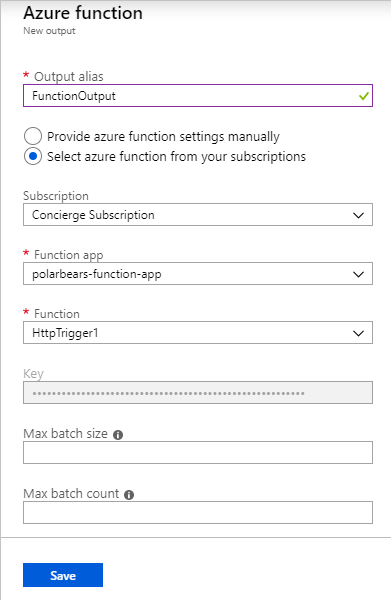 Azure function
New output
* Output alias
FunctionOutput
Provide azure function settings manually
Select azure function from your subscriptions
Subscription
Concierge Subscription
* Function app
polarbears-function-app
* Function
HttpTrigger1
Key
Max batch size
Max batch count
Save